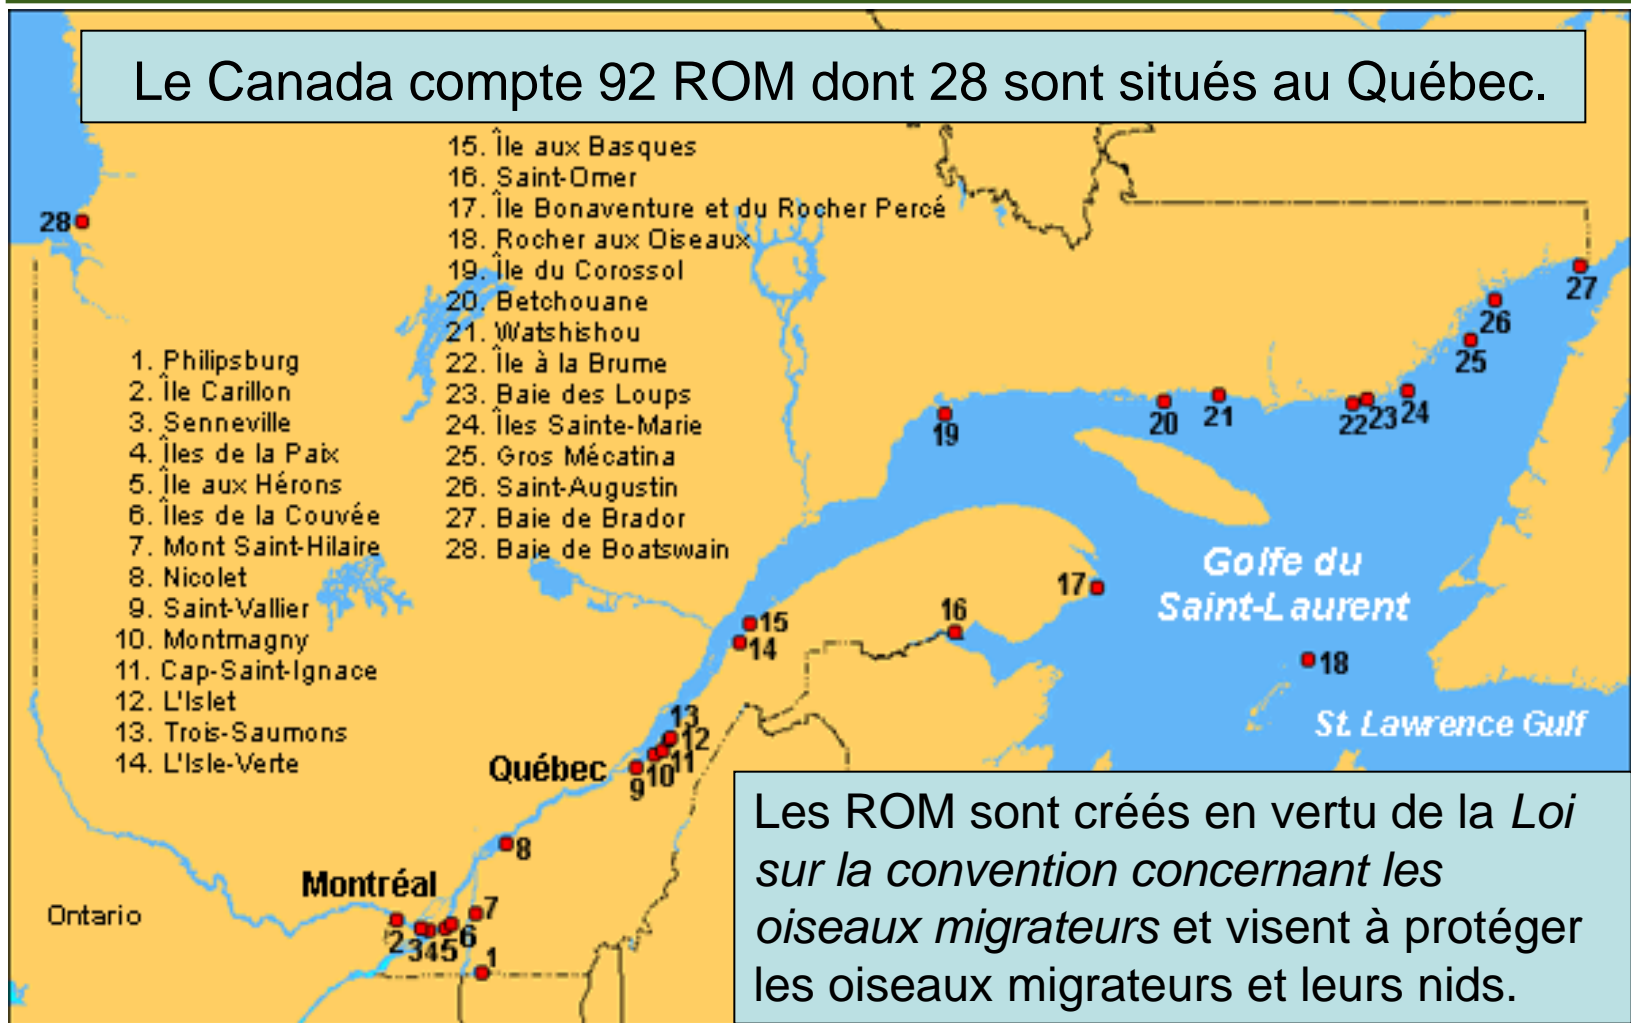 Le Canada compte 92 ROM dont 28 sont situés au Québec.
15. Île aux Basques
16. Saint-Omer
17. Île Bonaventure et du Rocher Percé
18. Rocher aux Oiseaux
19. Île du Corossol
20. Betchouane
21. Watshishou
22. Île à la Brume
23. Baie des Loups
24. Îles Sainte-Marie
25. Gros Mécatina
26. Saint-Augustin
27. Baie de Brador
28. Baie de Boatswain
1. Philipsburg
2. Île Carillon
3. Senneville
4. Îles de la Paix
5. Île aux Hérons
6. Îles de la Couvée
7. Mont Saint-Hilaire
8. Nicolet
9. Saint-Vallier
10. Montmagny
11. Cap-Saint-Ignace
12. L'Islet
13. Trois-Saumons
14. L'Isle-Verte
28
27
26
25
24
23
22
21
20
19
Golfe du
Saint-Laurent
17
16
15
14
18
St. Lawrence Gulf
13
12
11
10
9
Québec
8
Montréal
7
6
5
4
3
2
1
Ontario
Les ROM sont créés en vertu de la Loi
sur la convention concernant les
oiseaux migrateurs et visent à protéger
les oiseaux migrateurs et leurs nids.